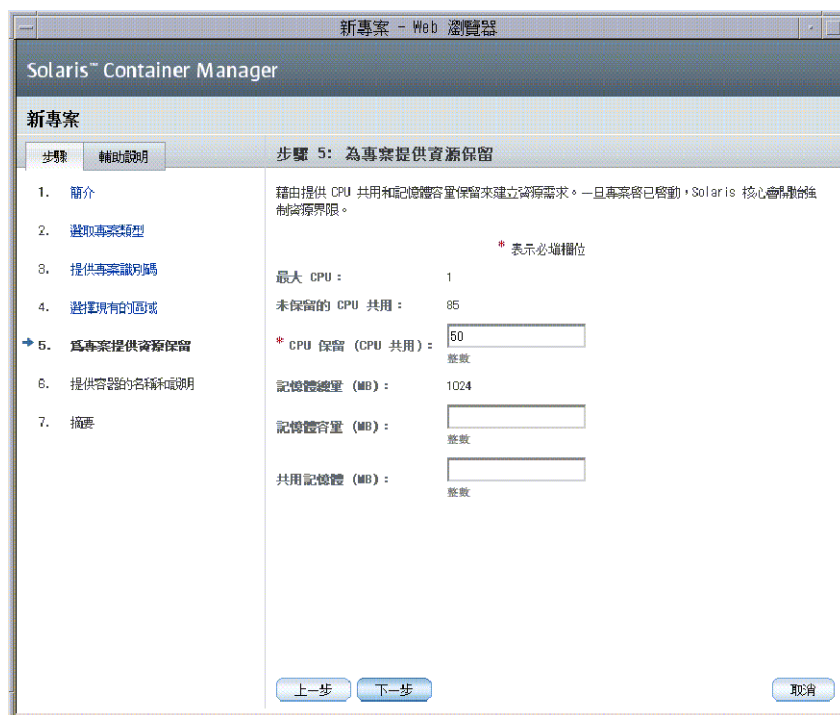 新專案 - Web 瀏覽器
Solaris™ Container Manager
新專案
步驟
輔助說明
1. 簡介
2. 選取專案類型
3. 提供專案識別碼
4. 選擇現有的區域
5. 為專案提供資源保留
6. 提供容器的名稱和說明
7. 摘要
步驟 5: 為專案提供資源保留
藉由提供 CPU 共用和記憶體容量保留來建立資源需求。一旦專案啟已啟動，Solaris 核心會開始強
制資源界限。
* 表示必填欄位
最大 CPU： 1
未保留的 CPU 共用： 85
* CPU 保留 (CPU 共用)： 50
整數
記憶體總量 (MB)： 1024
記憶體容量 (MB)：
整數
共用記憶體 (MB)：
整數
上一步
下一步
取消